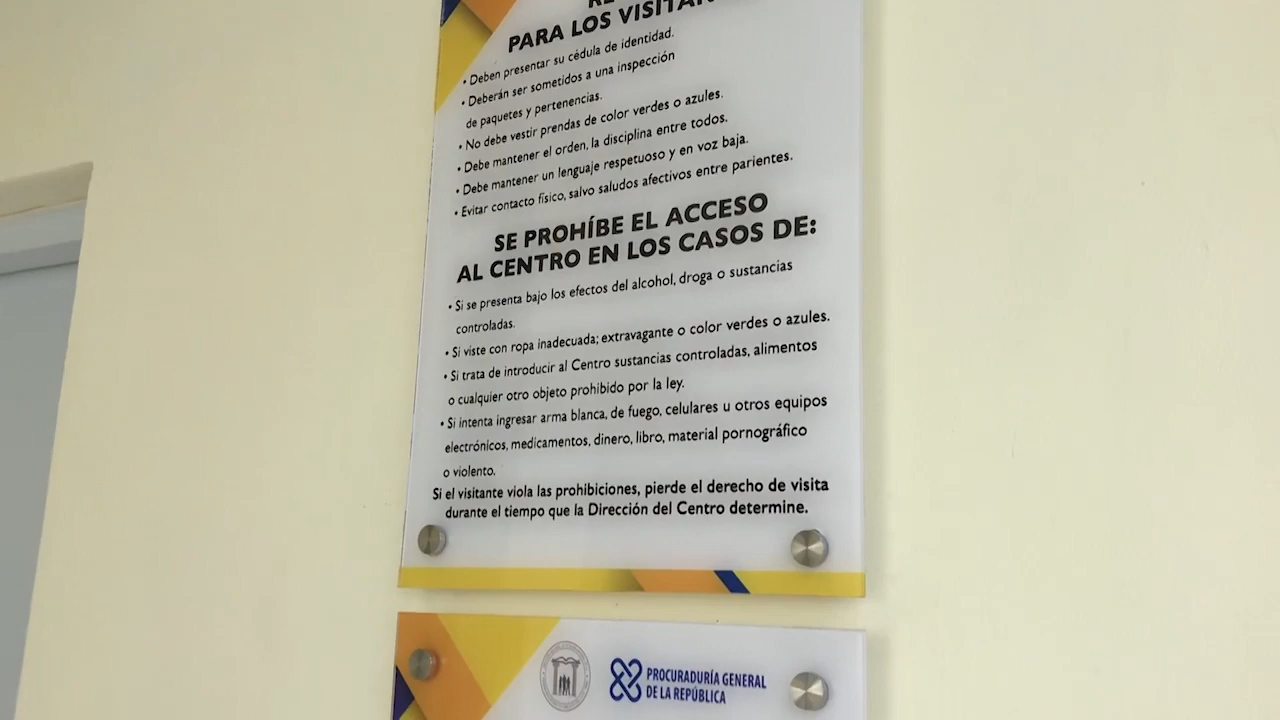 PARA LOS
• Deben presentar su cédula de identidad.
• Deberán ser sometidos a una inspección
de paquetes y pertenencias.
• No debe vestir prendas de color verdes o azules.
• Debe mantener el orden, la disciplina entre todos.
• Debe mantener un lenguaje respetuoso y en voz baja.
• Evitar contacto físico, salvo saludos afectivos entre parientes.
SE PROHÍBE EL ACCESO
AL CENTRO EN LOS CASOS DE:
• Si se presenta bajo los efectos del alcohol, droga o sustancias
controladas.
• Si viste con ropa inadecuada; extravagante o color verdes o azules.
• Si trata de introducir al Centro sustancias controladas, alimentos
o cualquier otro objeto prohibido por la ley.
• Si intenta ingresar arma blanca, de fuego, celulares u otros equipos
electrónicos, medicamentos, dinero, libro, material pornográfico
o violento.
Si el visitante viola las prohibiciones, pierde el derecho de visita
durante el tiempo que la Dirección del Centro determine.
PROCURADURÍA GENERAL
DE LA REPÚBLICA